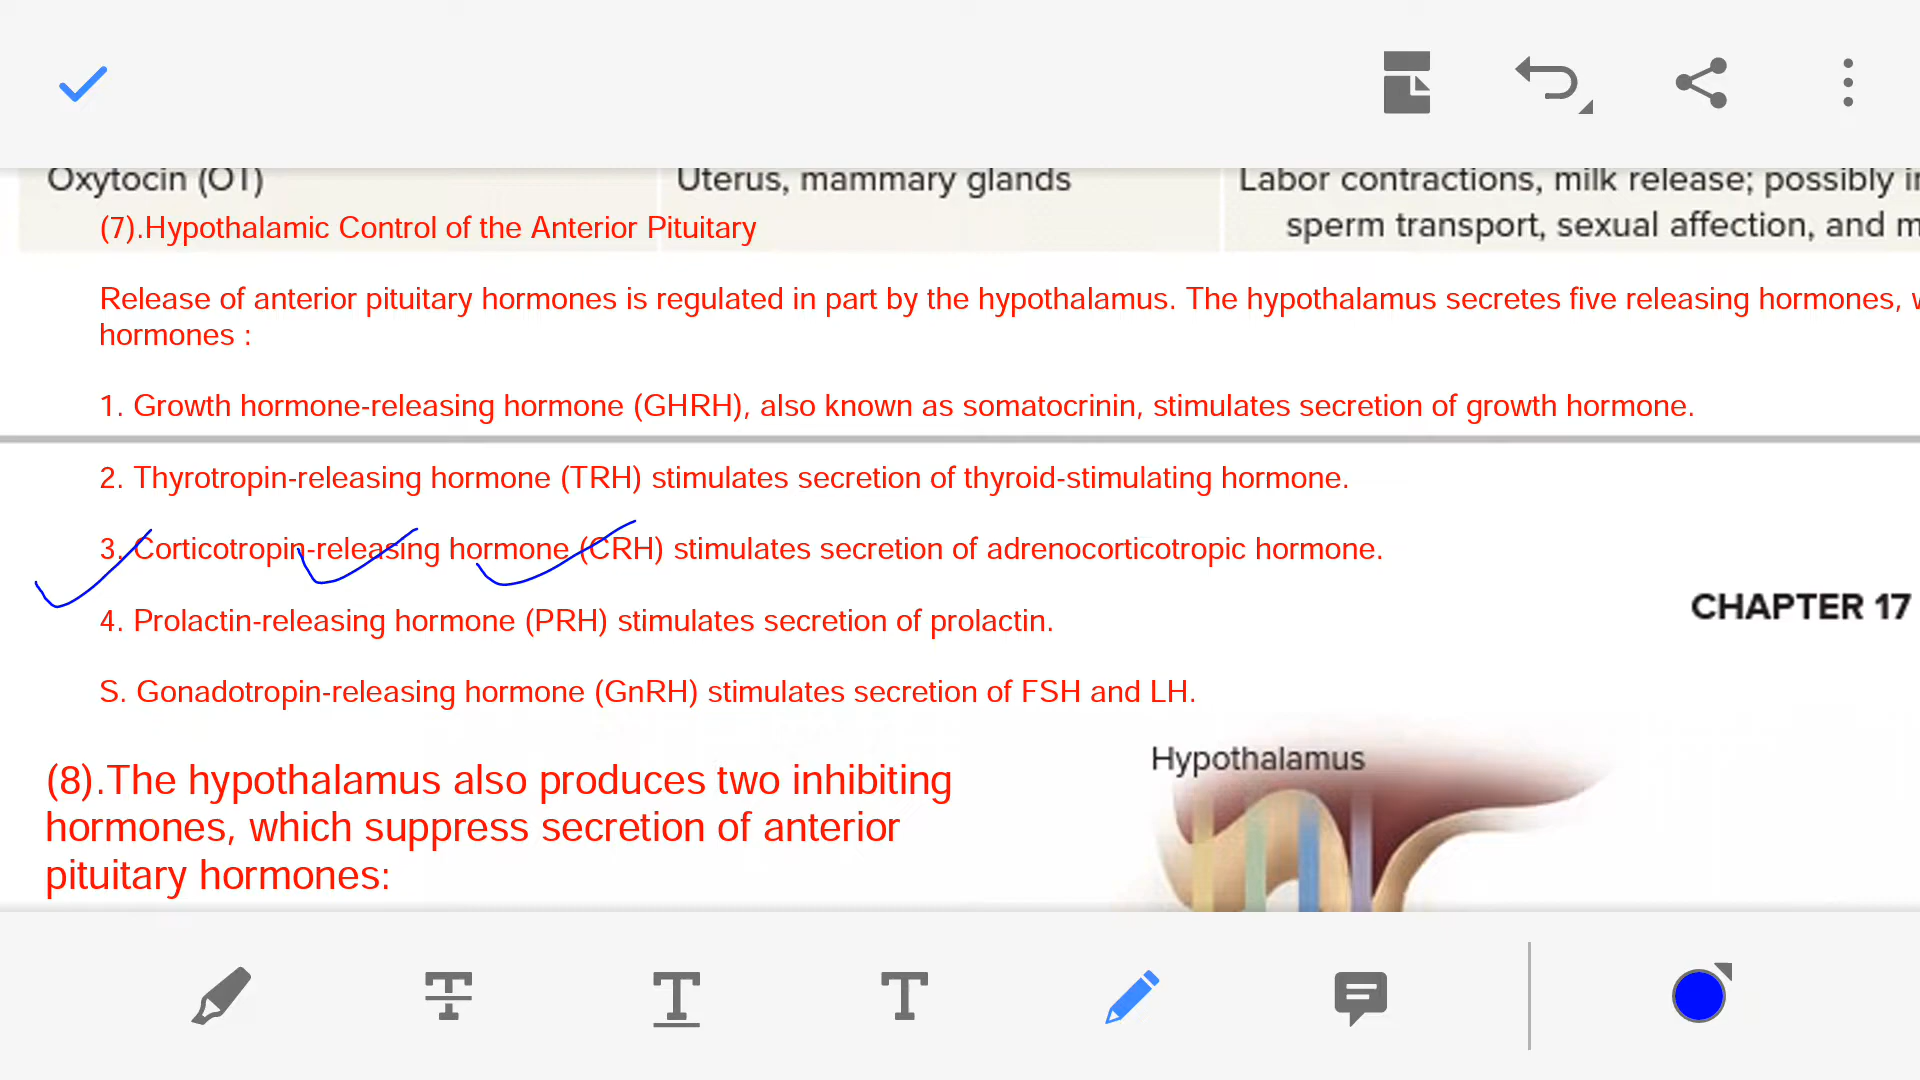 Oxytocin (OT) Uterus, mammary glands Labor contractions, milk release; possibly
(7).Hypothalamic Control of the Anterior Pituitary sperm transport, sexual affection, and
Release of anterior pituitary hormones is regulated in part by the hypothalamus. The hypothalamus secretes five releasing hormones,
hormones :
1. Growth hormone-releasing hormone (GHRH), also known as somatocrinin, stimulates secretion of growth hormone.
2. Thyrotropin-releasing hormone (TRH) stimulates secretion of thyroid-stimulating hormone.
3. Corticotropin-releasing hormone (CRH) stimulates secretion of adrenocorticotropic hormone.
CHAPTER 17
4. Prolactin-releasing hormone (PRH) stimulates secretion of prolactin.
S. Gonadotropin-releasing hormone (GnRH) stimulates secretion of FSH and LH.
Hypothalamus
(8).The hypothalamus also produces two inhibiting
hormones, which suppress secretion of anterior
pituitary hormones: